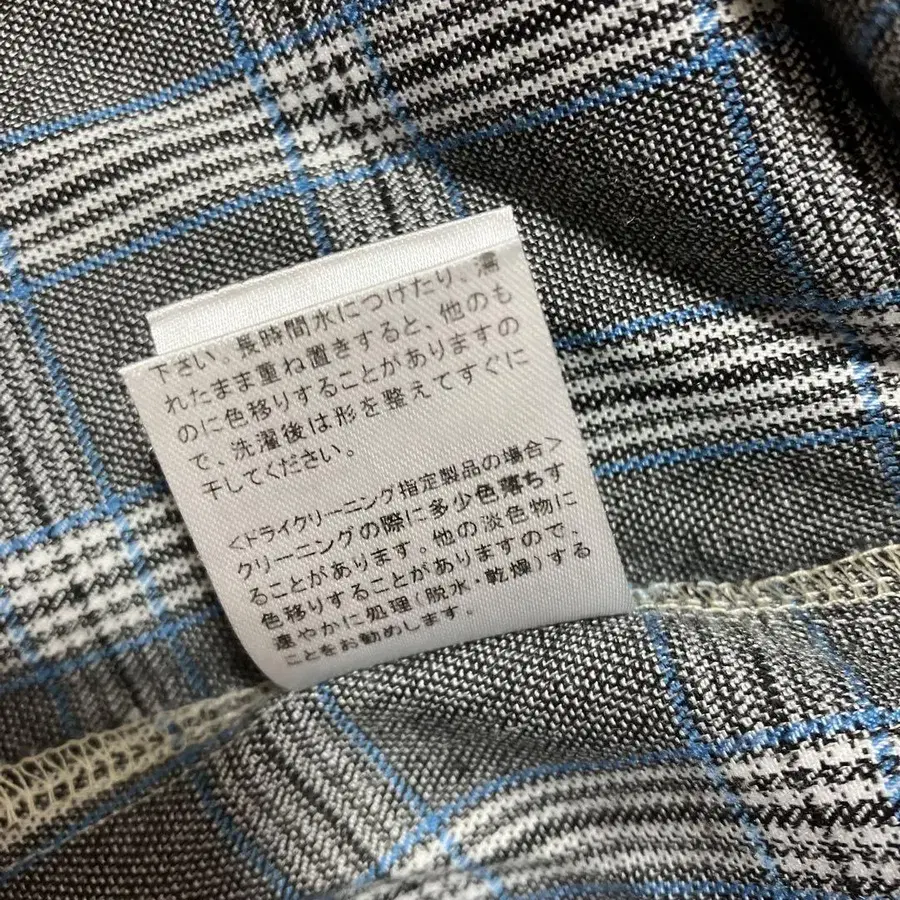 下さい。長時間水につけたり、濡
れたまま重ね置きすると、他のも
のに色移りすることがありますの
で、洗濯後は形を整えてすぐに
干してください。
<ドライクリーニング指定製品の場合>
クリーニングの際に多少色落ちす
ることがあります。他の淡色物に
色移りすることがありますので、
速やかに処理(脱水・乾燥)する
ことをお勧めします。